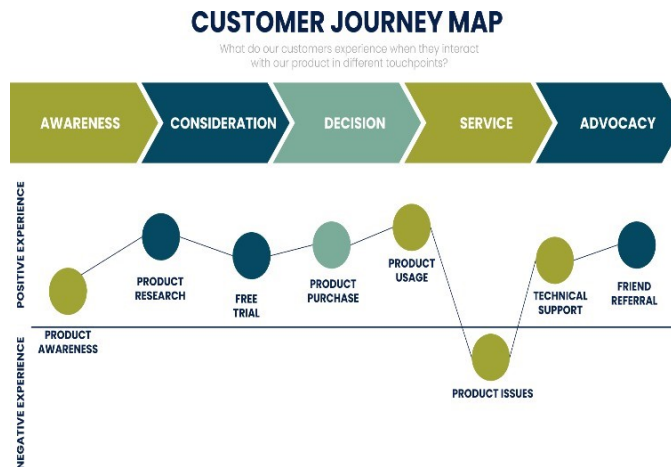 CUSTOMER JOURNEY MAP
What do our customers experience when they interact
with our product in different touchpoints?
AWARENESS
CONSIDERATION
DECISION
SERVICE
ADVOCACY
POSITIVE EXPERIENCE
PRODUCT
AWARENESS
PRODUCT
RESEARCH
FREE
TRIAL
PRODUCT
PURCHASE
PRODUCT
USAGE
PRODUCT ISSUES
TECHNICAL
SUPPORT
FRIEND
REFERRAL
NEGATIVE EXPERIENCE